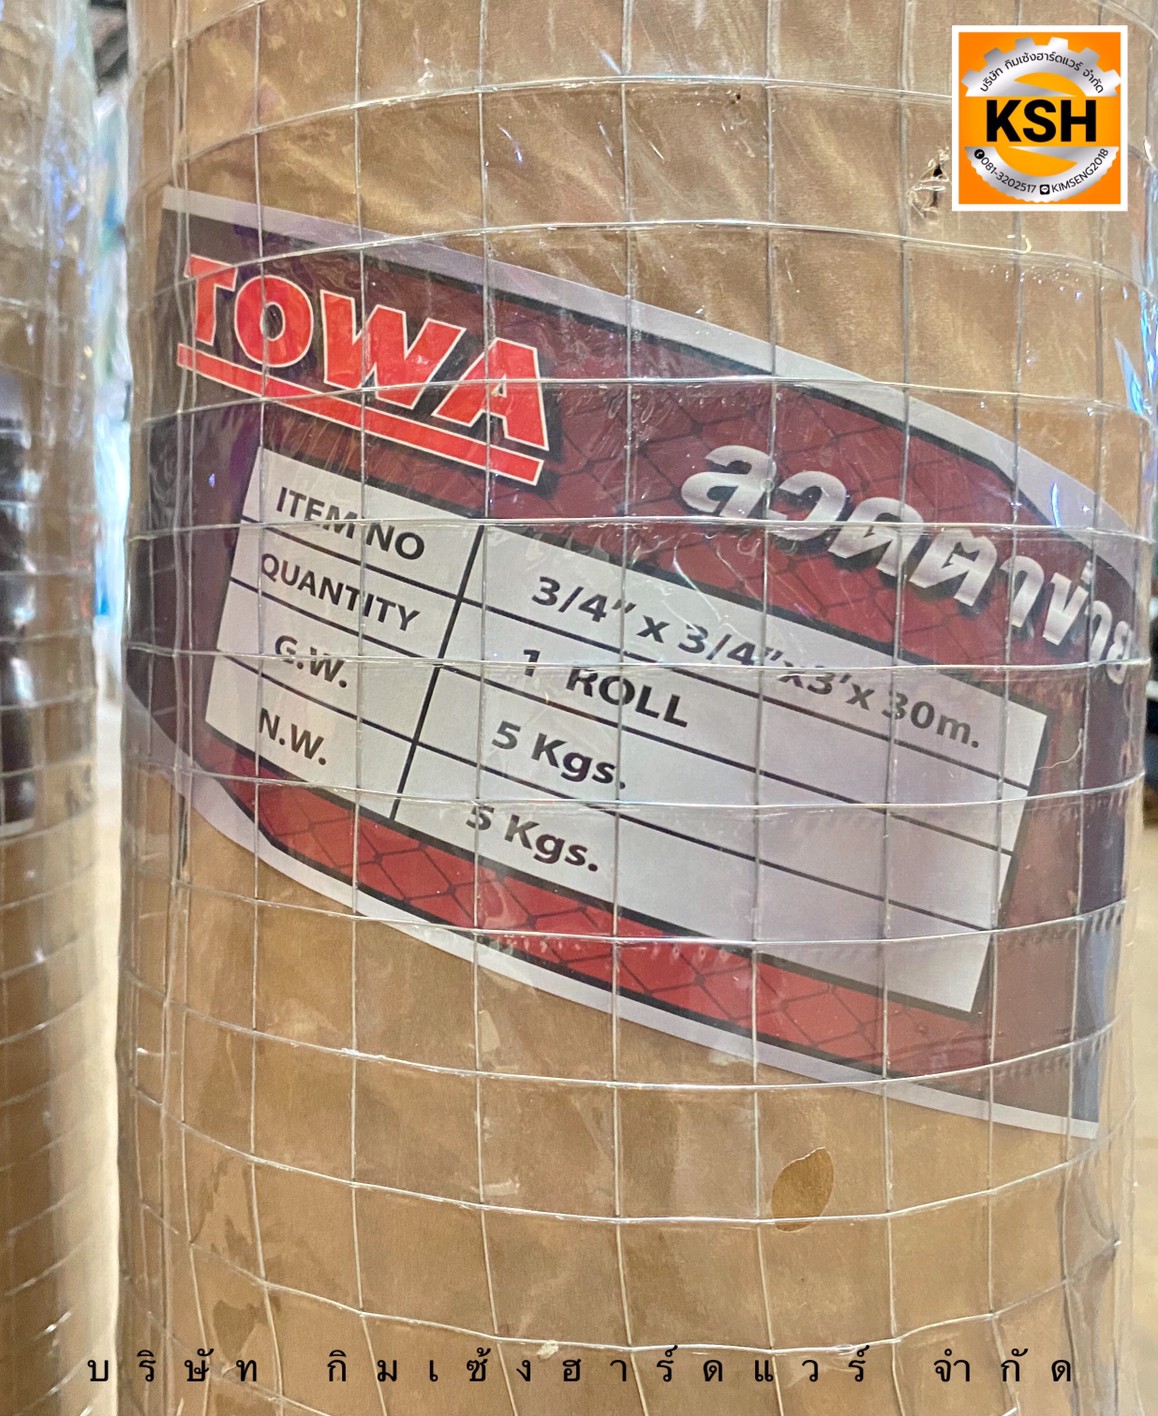 บริษัท กิมเซ้งฮาร์ดแวร์ จำกัด
KSH
081-3202517 KIMSENG2018
TOWA
ลวดตาข่าย
ITEM NO 3/4" x 3/4"x3'x 30m.
QUANTITY 1 ROLL
G.W. 5 Kgs.
N.W. 5 Kgs.
บริษัท กิมเซ้งฮาร์ดแวร์ จำกัด